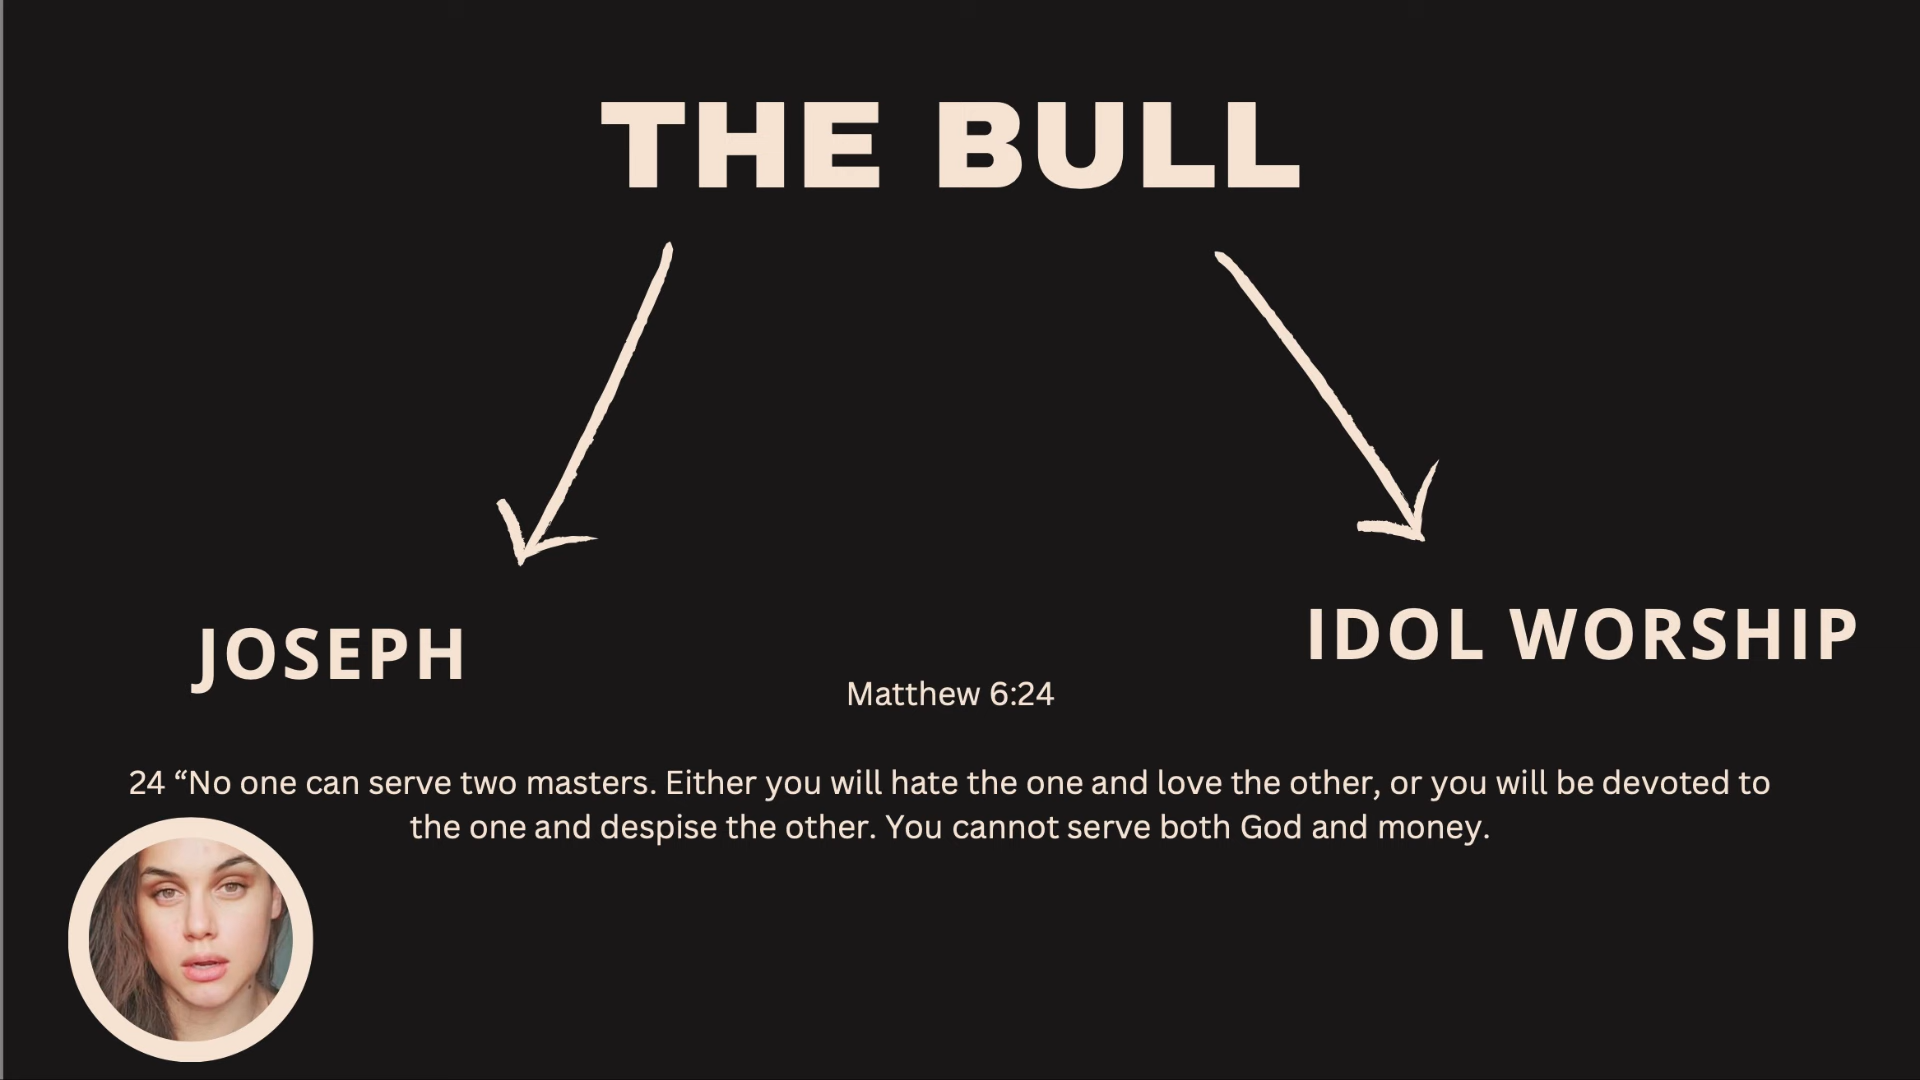 THE BULL
JOSEPH
IDOL WORSHIP
Matthew 6:24
24 “No one can serve two masters. Either you will hate the one and love the other, or you will be devoted to
the one and despise the other. You cannot serve both God and money.